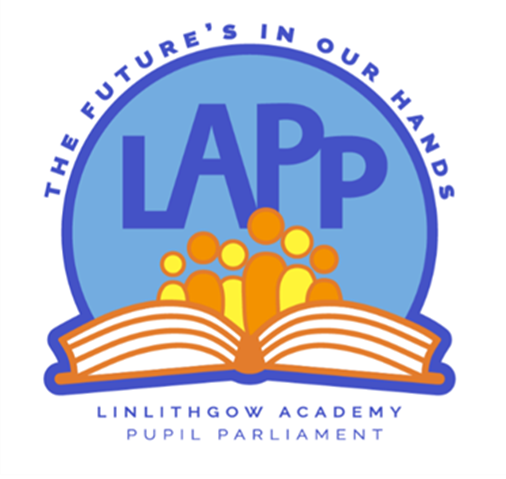 THE FUTURE'S IN OUR HANDS
LAPP
LINLITHGOW ACADEMY
PUPIL PARLIAMENT